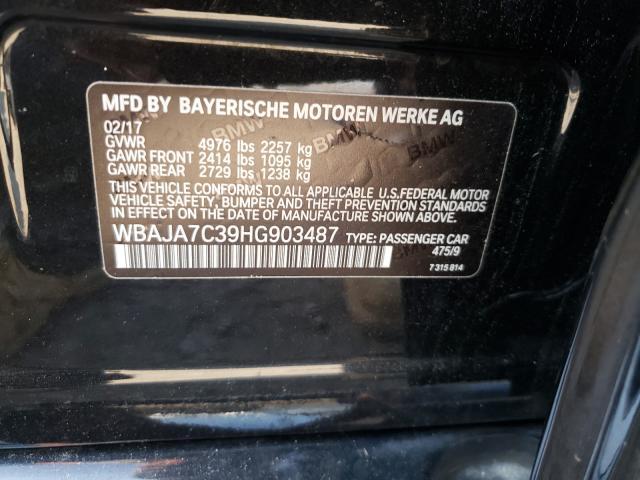 MFD BY BAYERISCHE MOTOREN WERKE AG
02/17
GVWR 4976 lbs 2257 kg
GAWR FRONT 2414 lbs 1095 kg
GAWR REAR 2729 lbs 1238 kg
THIS VEHICLE CONFORMS TO ALL APPLICABLE U.S.FEDERAL MOTOR
VEHICLE SAFETY, BUMPER AND THEFT PREVENTION STANDARDS
IN EFFECT ON THE DATE OF MANUFACTURE SHOWN ABOVE.
WBAJA7C39HG903487 TYPE: PASSENGER CAR
475/9
7 315 814
BMW
BMW
BMW